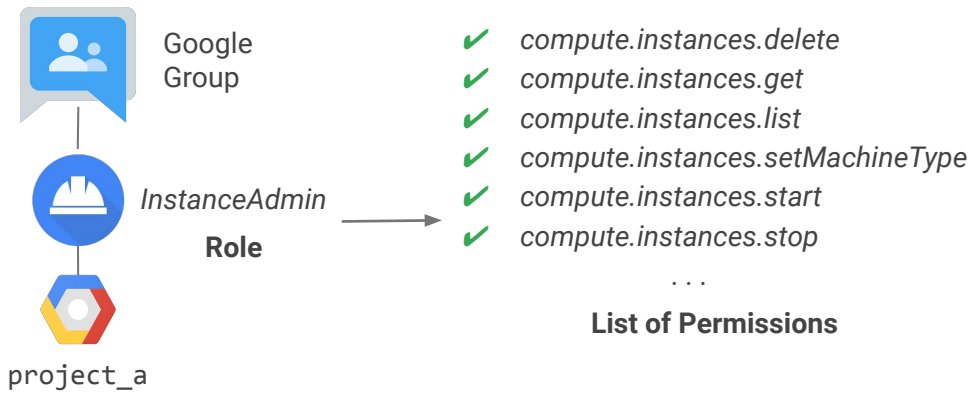 Google
Group
InstanceAdmin
Role
project_a
✔ compute.instances.delete
✔ compute.instances.get
✔ compute.instances.list
✔ compute.instances.setMachineType
✔ compute.instances.start
✔ compute.instances.stop
. . .
List of Permissions